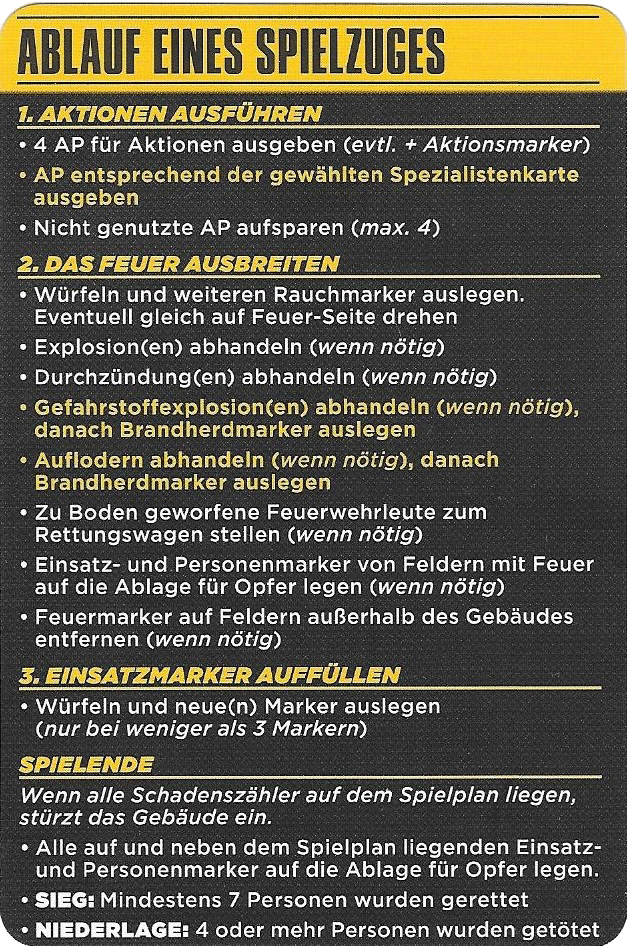 ABLAUF EINES SPIELZUGES
1. AKTIONEN AUSFÜHREN
• 4 AP für Aktionen ausgeben (evtl. + Aktionsmarker)
• AP entsprechend der gewählten Spezialistenkarte
ausgeben
• Nicht genutzte AP aufsparen (max. 4)
2. DAS FEUER AUSBREITEN
• Würfeln und weiteren Rauchmarker auslegen.
Eventuell gleich auf Feuer-Seite drehen
• Explosion(en) abhandeln (wenn nötig)
• Durchzündung(en) abhandeln (wenn nötig)
• Gefahrstoffexplosion(en) abhandeln (wenn nötig),
danach Brandherdmarker auslegen
• Auflodern abhandeln (wenn nötig), danach
Brandherdmarker auslegen
• Zu Boden geworfene Feuerwehrleute zum
Rettungswagen stellen (wenn nötig)
• Einsatz- und Personenmarker von Feldern mit Feuer
auf die Ablage für Opfer legen (wenn nötig)
• Feuermarker auf Feldern außerhalb des Gebäudes
entfernen (wenn nötig)
3. EINSATZMARKER AUFFÜLLEN
• Würfeln und neue(n) Marker auslegen
(nur bei weniger als 3 Markern)
SPIELENDE
Wenn alle Schadenszähler auf dem Spielplan liegen,
stürzt das Gebäude ein.
• Alle auf und neben dem Spielplan liegenden Einsatz-
und Personenmarker auf die Ablage für Opfer legen.
• SIEG: Mindestens 7 Personen wurden gerettet
• NIEDERLAGE: 4 oder mehr Personen wurden getötet